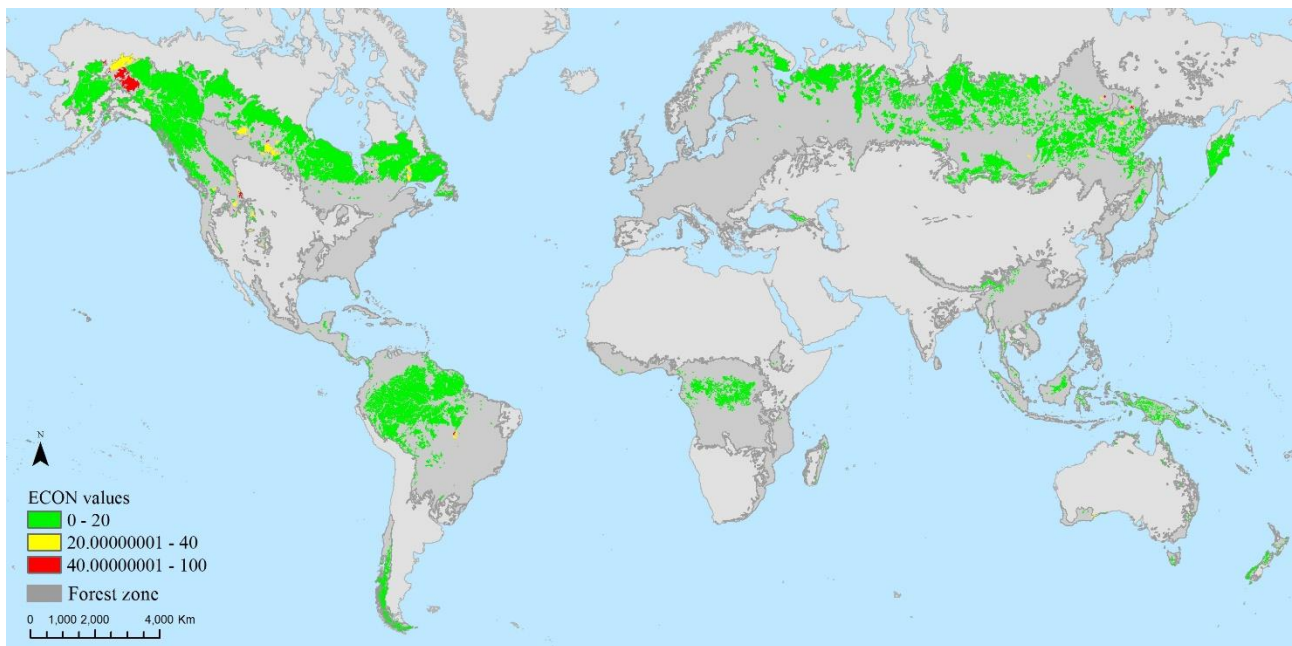 N
ECON values
0 - 20
20.00000001 - 40
40.00000001 - 100
Forest zone
0 1,000 2,000 4,000 Km